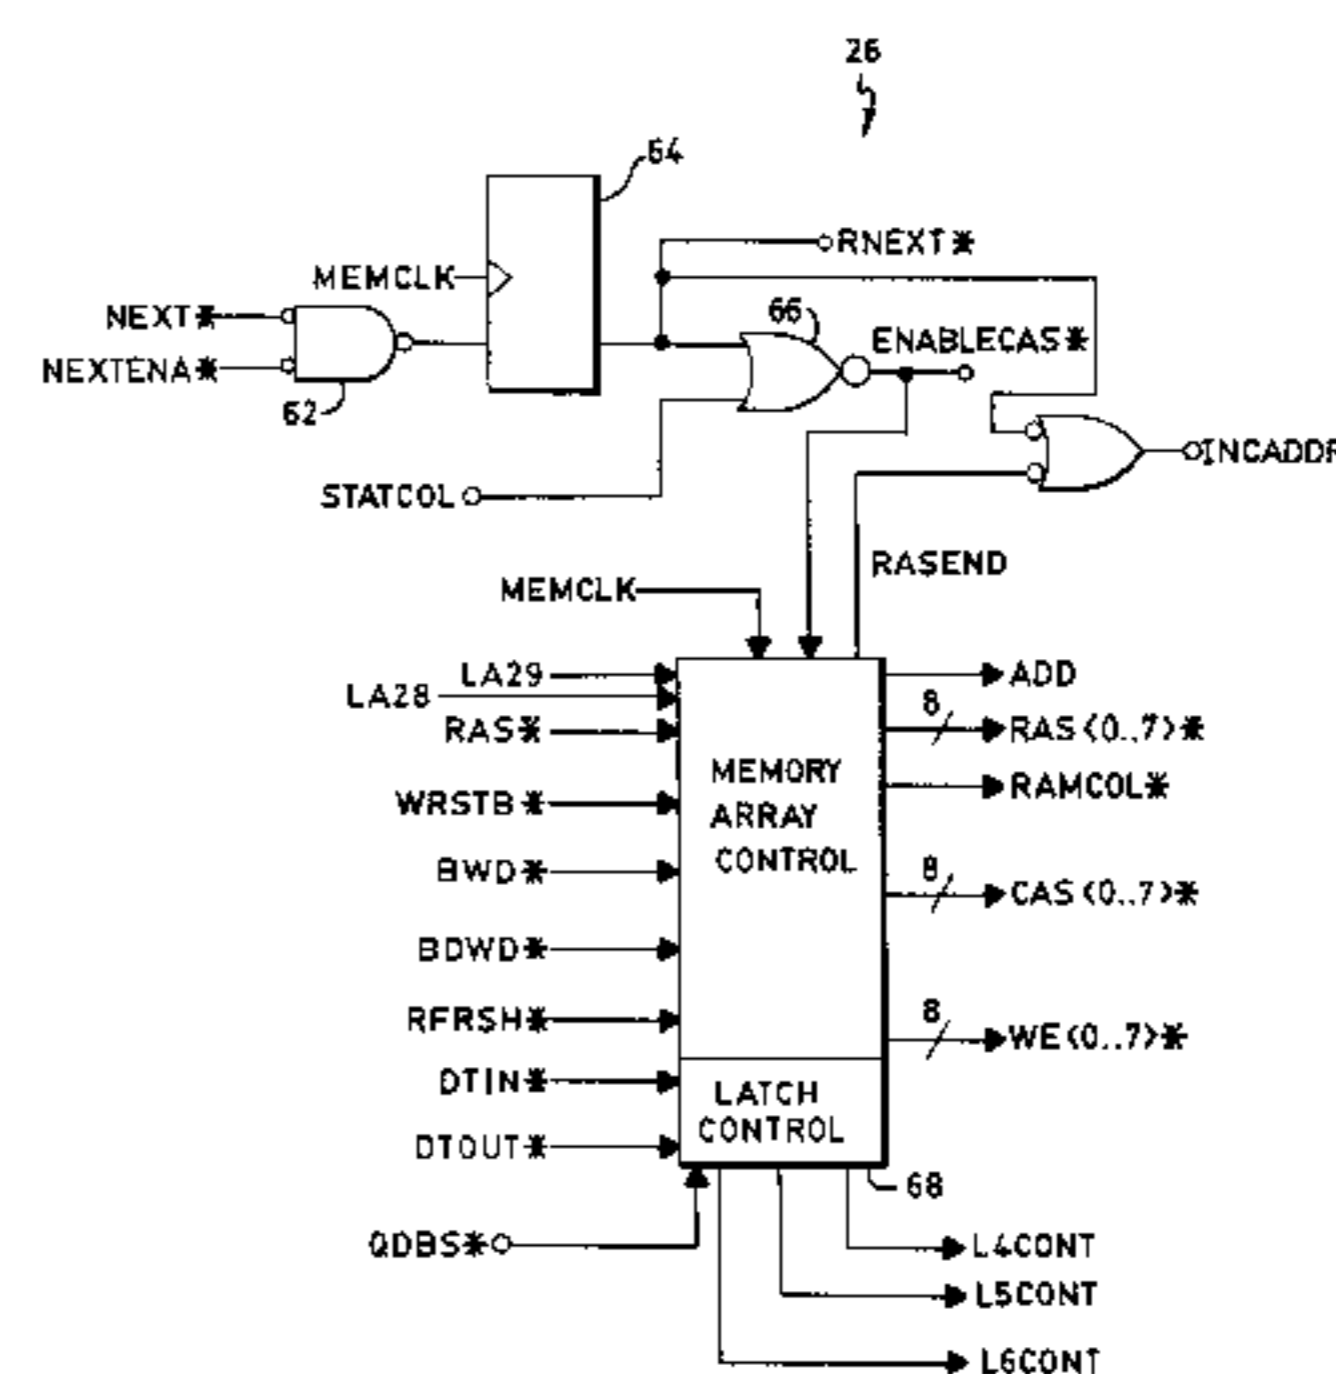 26
64
RNEXT*
MEMCLK
NEXT*
66
ENABLECAS*
NEXTENA*
62
INCADDR
STATCOL
RASEND
MEMCLK
LA29
ADD
LA28
8
RAS*
RAS<0..7>*
MEMORY
ARRAY
CONTROL
RAMCOL*
WRSTB*
BWD*
8
CAS<0..7>*
BDWD*
RFRSH*
8
WE<0..7>*
DTIN*
LATCH
CONTROL
DTOUT*
68
QDBS*
L4CONT
L5CONT
L6CONT